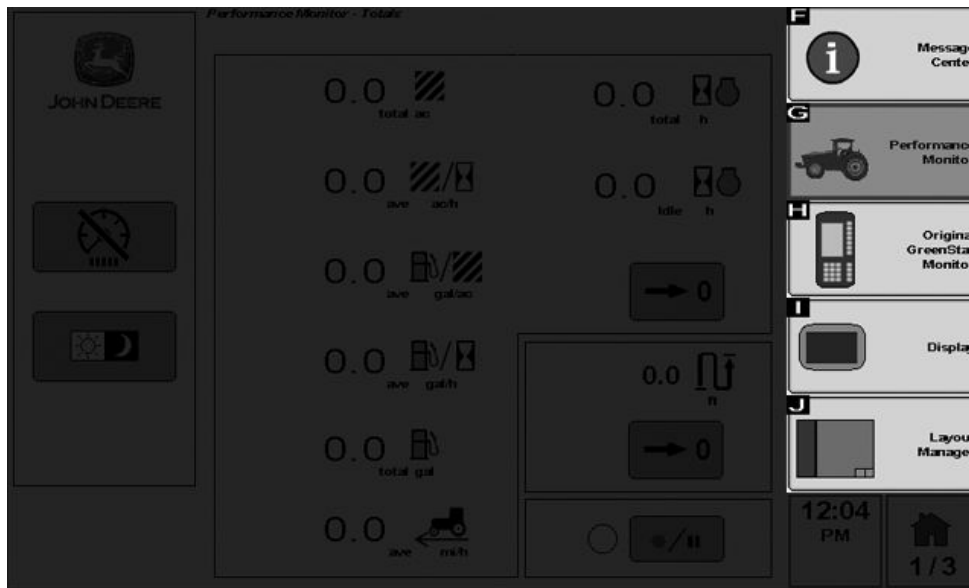 Performance Monitor - Totals
JOHN DEERE
0.0
total ac
0.0
total h
0.0 /
ave ac/h
0.0
Idle h
0.0 /
ave gal/ac
0
0.0 /
ave gal/h
0.0
0
0.0
total gal
0.0
ave mi/h
F
Message
Cente
G
Performance
Monito
H
Origina
GreenSta
Monito
I
Displa
J
Layou
Manage
12:04
PM
1 / 3